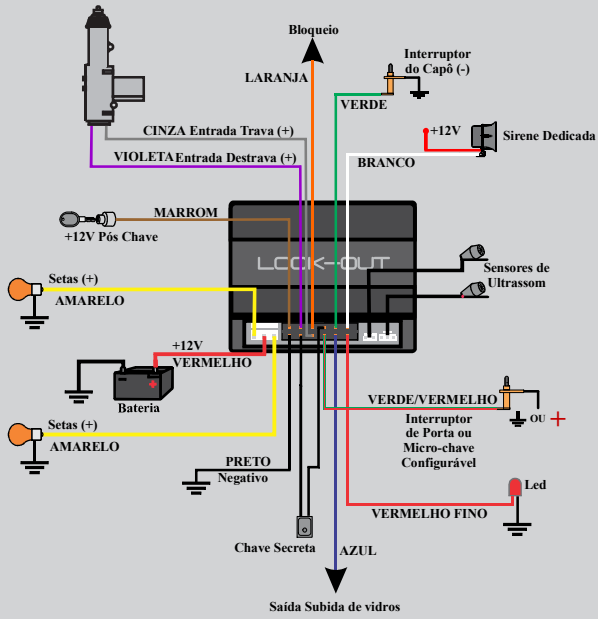 Bloqueio
LARANJA
Interruptor
do Capô (-)
VERDE
CINZA Entrada Trava (+)
+12V
Sirene Dedicada
VIOLETA Entrada Destrava (+)
BRANCO
MARROM
+12V Pós Chave
LOCK-OUT
Sensores de
Ultrassom
Setas (+)
AMARELO
+12V
VERMELHO
Bateria
VERDE/VERMELHO
OU +
Interruptor
de Porta ou
Micro-chave
Configurável
Setas (+)
AMARELO
PRETO
Negativo
Led
VERMELHO FINO
Chave Secreta
AZUL
Saída Subida de vidros